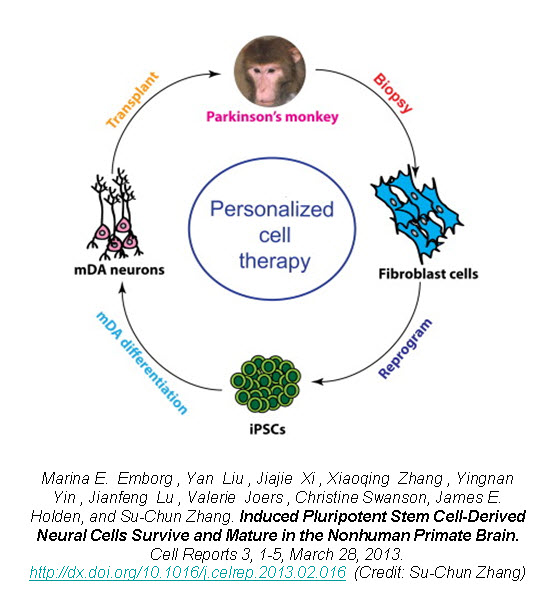 Transplant
Biopsy
Parkinson's monkey
Personalized
cell
therapy
mDA neurons
Fibroblast cells
mDA differentiation
Reprogram
iPSCs
Marina E. Emborg , Yan Liu , Jiajie Xi , Xiaoqing Zhang , Yingnan
Yin , Jianfeng Lu , Valerie Joers , Christine Swanson, James E.
Holden, and Su-Chun Zhang. Induced Pluripotent Stem Cell-Derived
Neural Cells Survive and Mature in the Nonhuman Primate Brain.
Cell Reports 3, 1-5, March 28, 2013.
http://dx.doi.org/10.1016/j.celrep.2013.02.016 (Credit: Su-Chun Zhang)